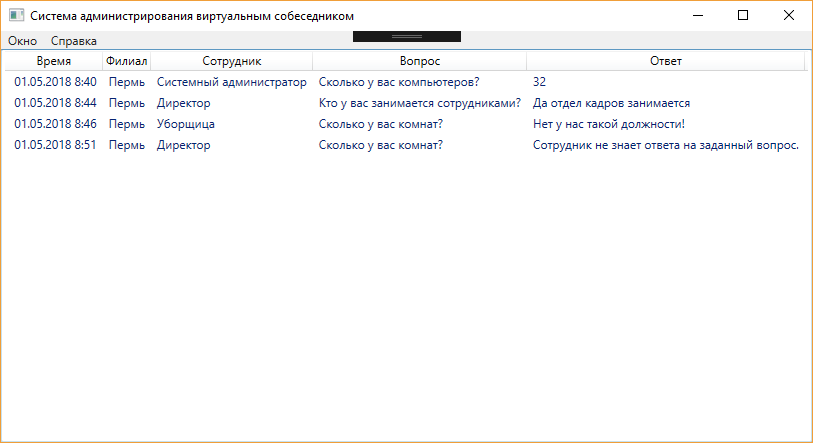 Система администрирования виртуальным собеседником
Окно Справка
Время Филиал Сотрудник Вопрос Ответ
01.05.2018 8:40 Пермь Системный администратор Сколько у вас компьютеров? 32
01.05.2018 8:44 Пермь Директор Кто у вас занимается сотрудниками? Да отдел кадров занимается
01.05.2018 8:46 Пермь Уборщица Сколько у вас комнат? Нет у нас такой должности!
01.05.2018 8:51 Пермь Директор Сколько у вас комнат? Сотрудник не знает ответа на заданный вопрос.